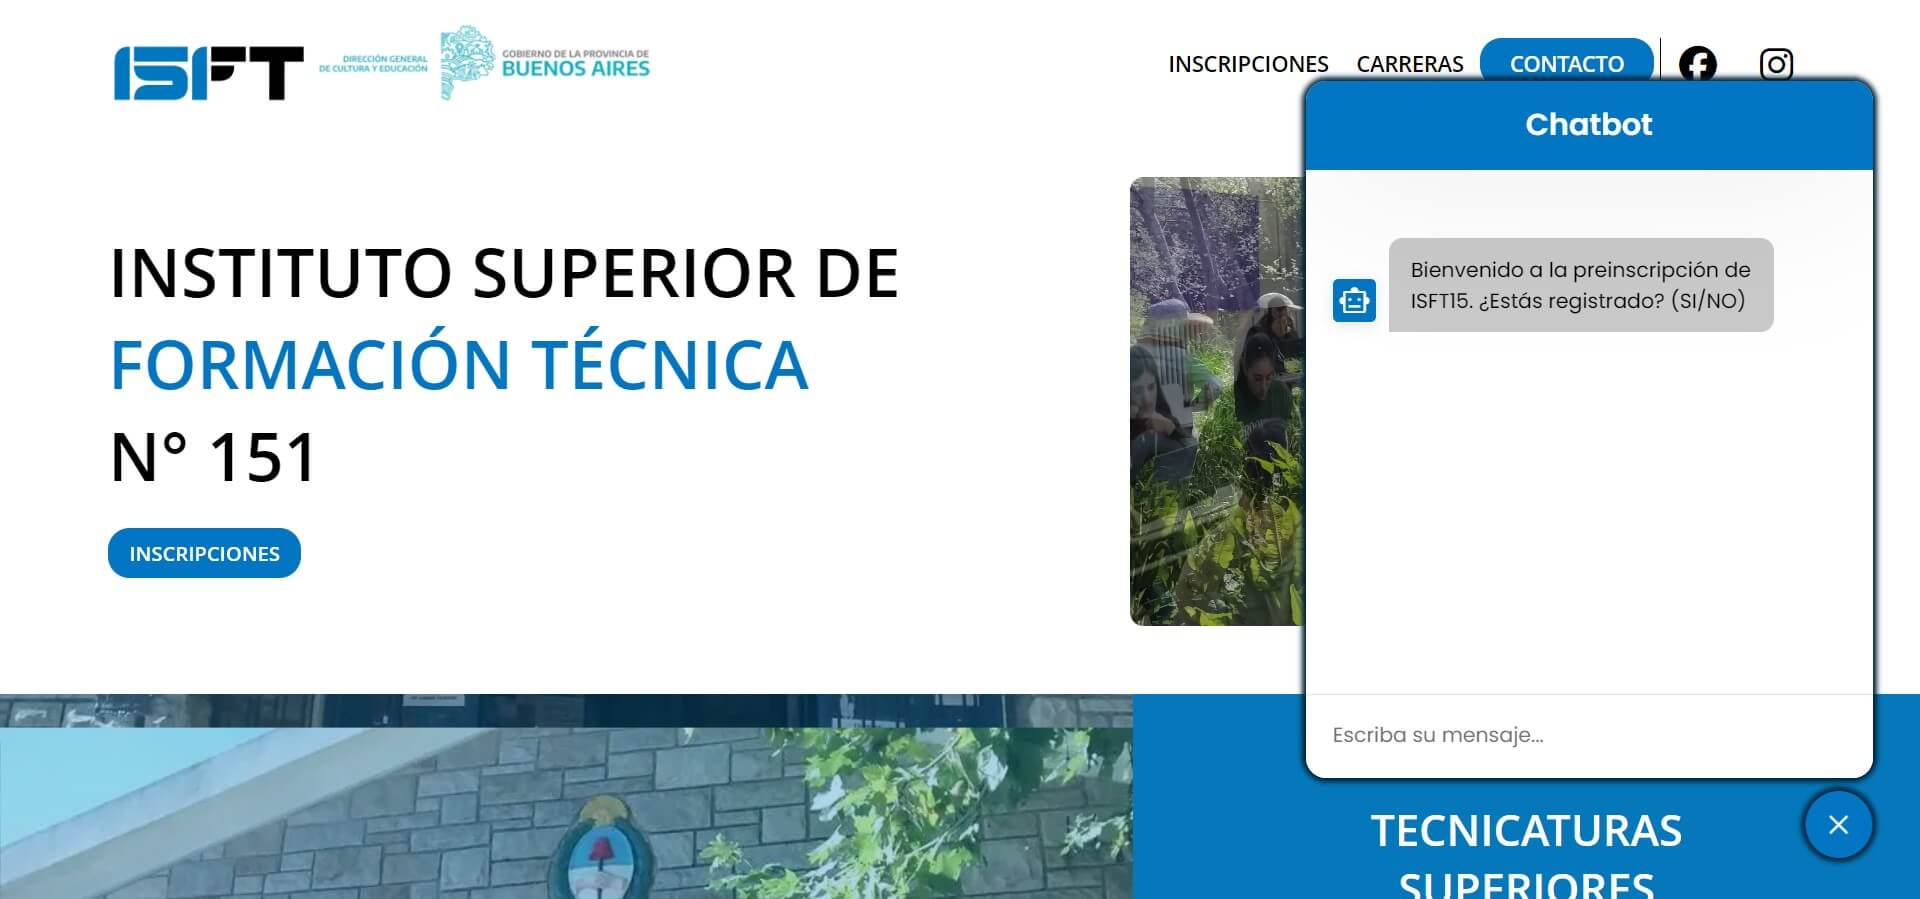 ISFT
DIRECCIÓN GENERAL
DE CULTURA Y EDUCACIÓN
GOBIERNO DE LA PROVINCIA DE
BUENOS AIRES
INSCRIPCIONES
CARRERAS
CONTACTO
Chatbot
Bienvenido a la preinscripción de
ISFT15. ¿Estás registrado? (SI/NO)
Escriba su mensaje...
INSTITUTO SUPERIOR DE
FORMACIÓN TÉCNICA
N° 151
INSCRIPCIONES
TECNICATURAS
SUPERIORES